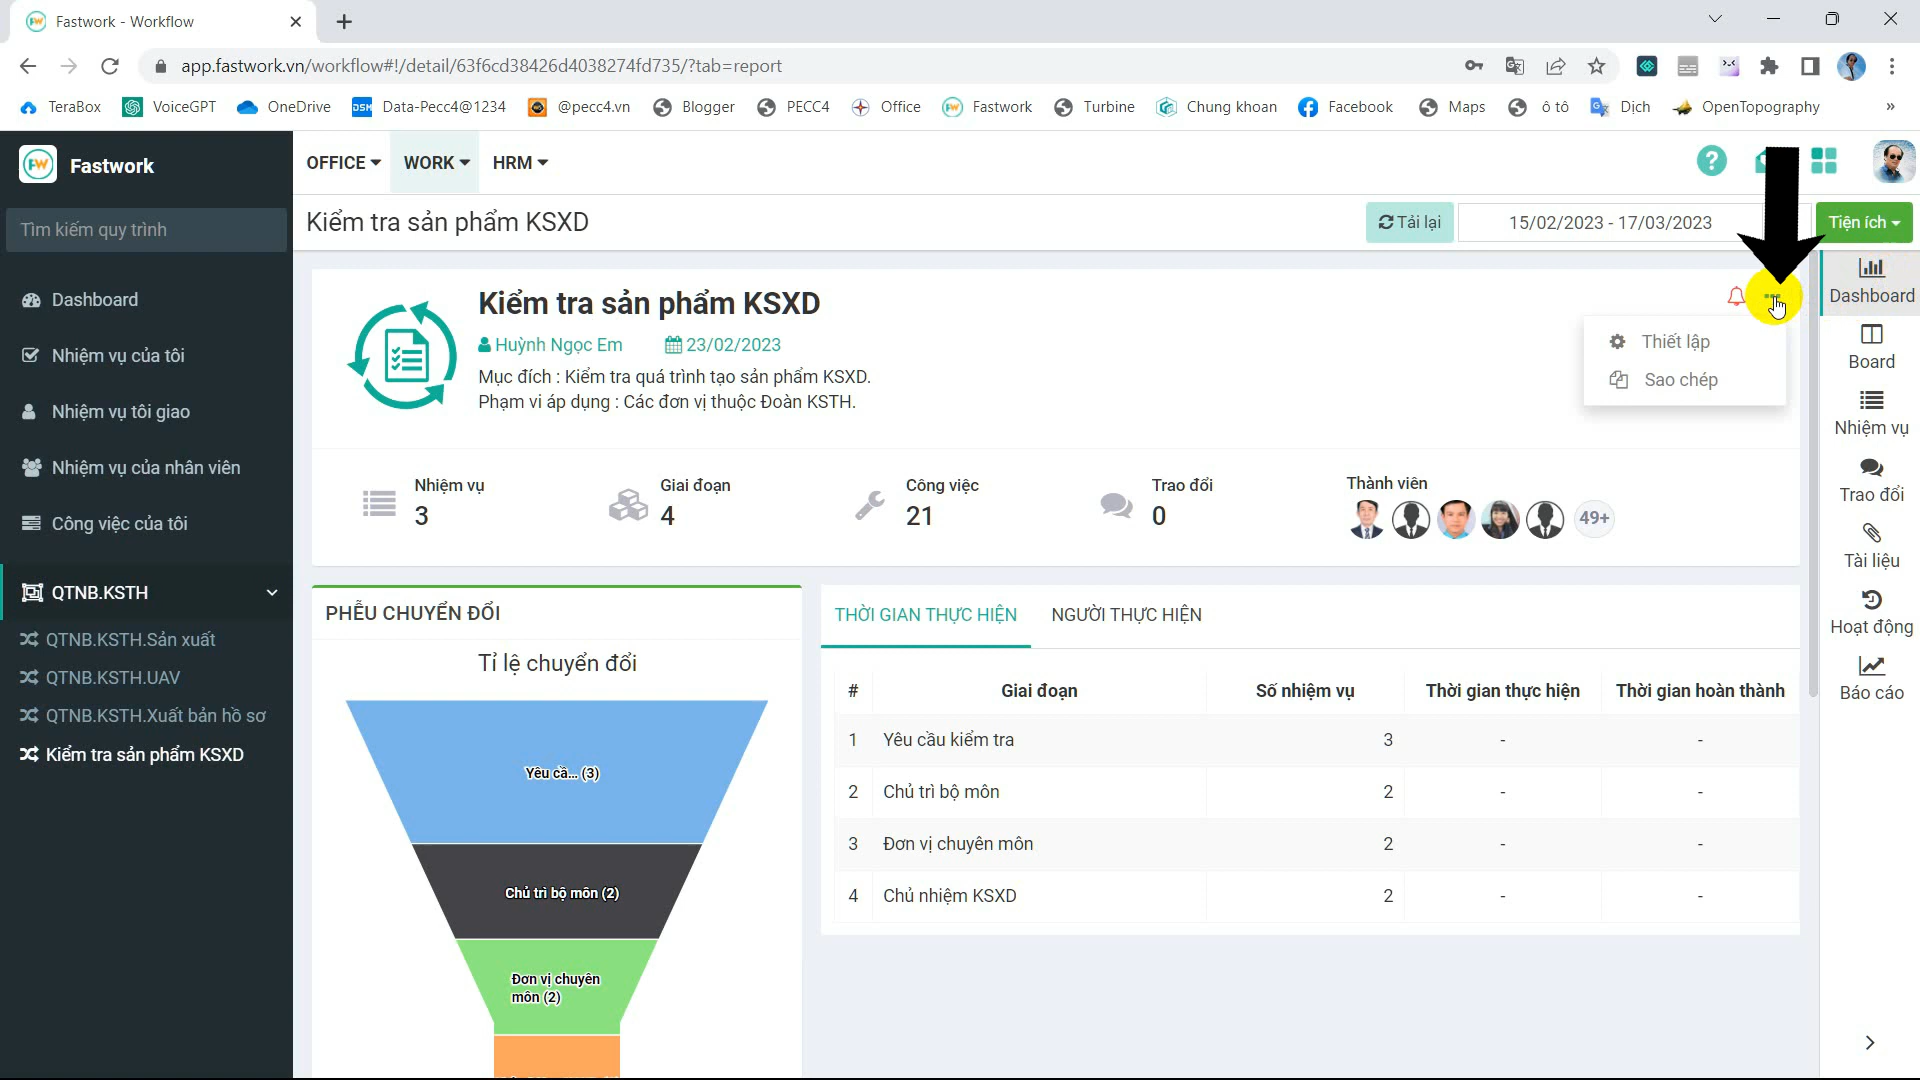 Fastwork - Workflow
app.fastwork.vn/workflow#!/detail/63f6cd38426d4038274fd735/?tab=report
TeraBox
VoiceGPT
OneDrive
DSM
Data-Pecc4@1234
@pecc4.vn
Blogger
PECC4
Office
Fastwork
Turbine
Chung khoan
Facebook
Maps
ô tô
Dịch
OpenTopography
»
FW
Fastwork
OFFICE
WORK
HRM
?
Tìm kiếm quy trình
Kiểm tra sản phẩm KSXD
Tải lại
15/02/2023 - 17/03/2023
Tiện ích
Dashboard
Nhiệm vụ của tôi
Nhiệm vụ tôi giao
Nhiệm vụ của nhân viên
Công việc của tôi
QTNB.KSTH
QTNB.KSTH.Sản xuất
QTNB.KSTH.UAV
QTNB.KSTH.Xuất bản hồ sơ
Kiểm tra sản phẩm KSXD
Kiểm tra sản phẩm KSXD
Huỳnh Ngọc Em
23/02/2023
Mục đích : Kiểm tra quá trình tạo sản phẩm KSXD.
Phạm vi áp dụng : Các đơn vị thuộc Đoàn KSTH.
Thiết lập
Sao chép
Nhiệm vụ
3
Giai đoạn
4
Công việc
21
Trao đổi
0
Thành viên
49+
PHỄU CHUYỂN ĐỔI
Tỉ lệ chuyển đổi
Yêu cầ... (3)
Chủ trì bộ môn (2)
Đơn vị chuyên
môn (2)
THỜI GIAN THỰC HIỆN
NGƯỜI THỰC HIỆN
# Giai đoạn Số nhiệm vụ Thời gian thực hiện Thời gian hoàn thành
1 Yêu cầu kiểm tra 3 - -
2 Chủ trì bộ môn 2 - -
3 Đơn vị chuyên môn 2 - -
4 Chủ nhiệm KSXD 2 - -
Dashboard
Board
Nhiệm vụ
Trao đổi
Tài liệu
Hoạt động
Báo cáo